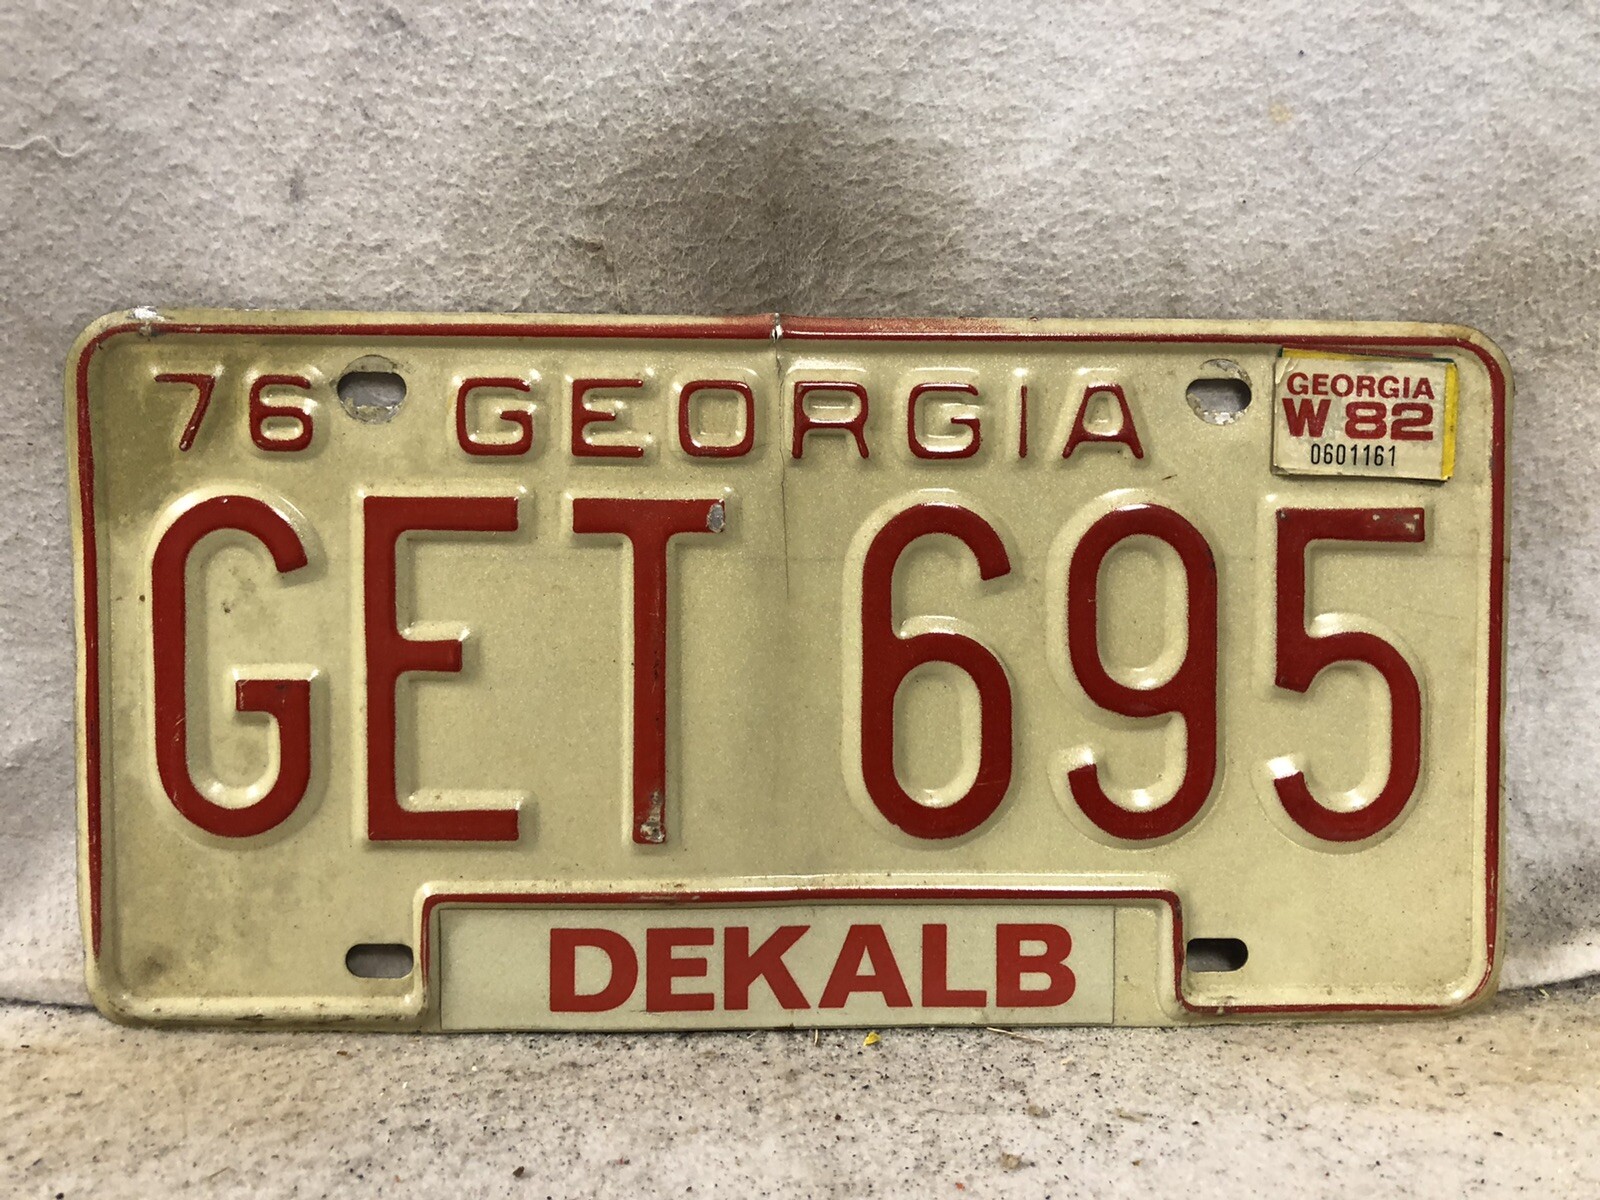 76 GEORGIA
GEORGIA
W 82
0601161
GET 695
DEKALB